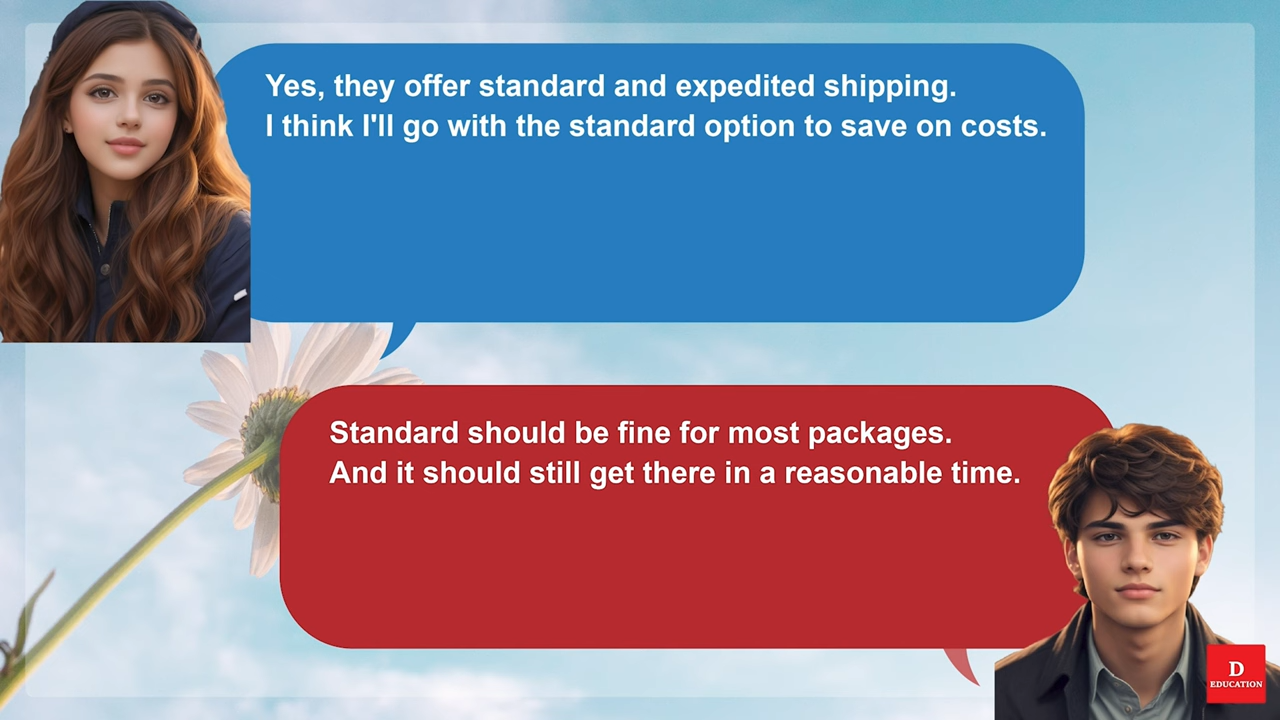 Yes, they offer standard and expedited shipping.
I think I'll go with the standard option to save on costs.
Standard should be fine for most packages.
And it should still get there in a reasonable time.
D
EDUCATION